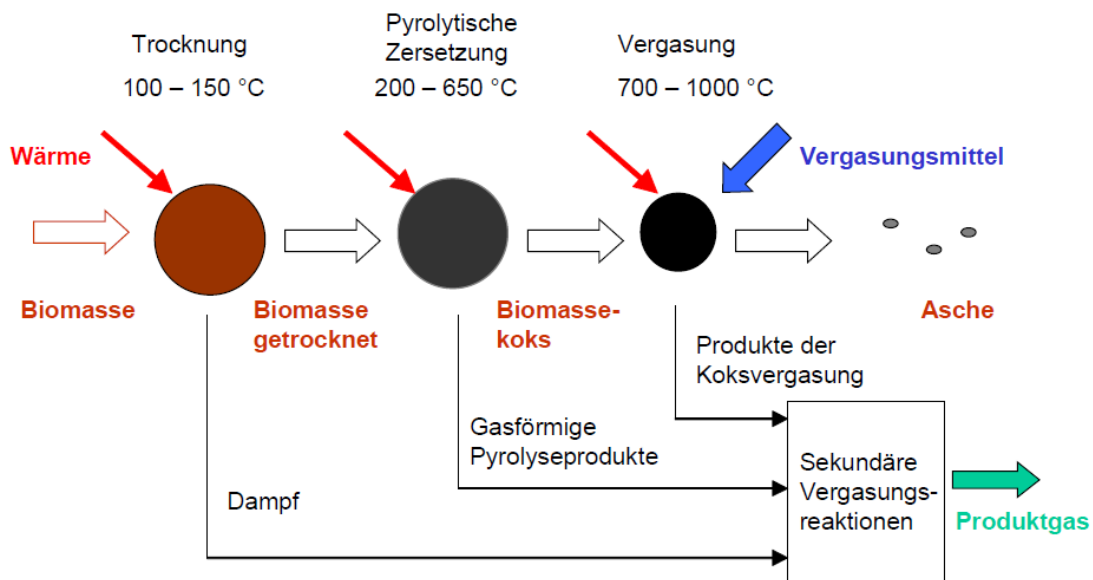 Trocknung
100 – 150 °C
Pyrolytische
Zersetzung
200 – 650 °C
Vergasung
700 – 1000 °C
Wärme
Vergasungsmittel
Biomasse
Biomasse
getrocknet
Biomasse-
koks
Asche
Produkte der
Koksvergasung
Gasförmige
Pyrolyseprodukte
Dampf
Sekundäre
Vergasungs-
reaktionen
Produktgas